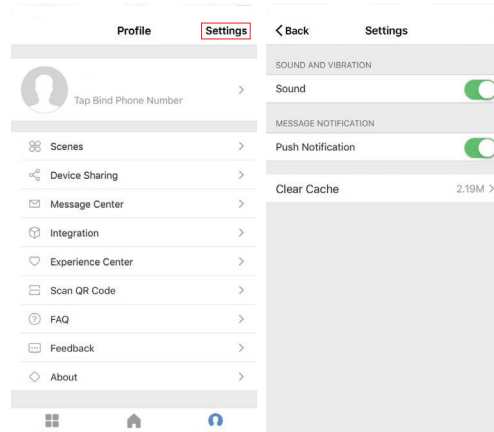 Profile
Settings
Tap Bind Phone Number
Scenes
Device Sharing
Message Center
Integration
Experience Center
Scan QR Code
FAQ
Feedback
About
Back
Settings
SOUND AND VIBRATION
Sound
MESSAGE NOTIFICATION
Push Notification
Clear Cache
2.19M